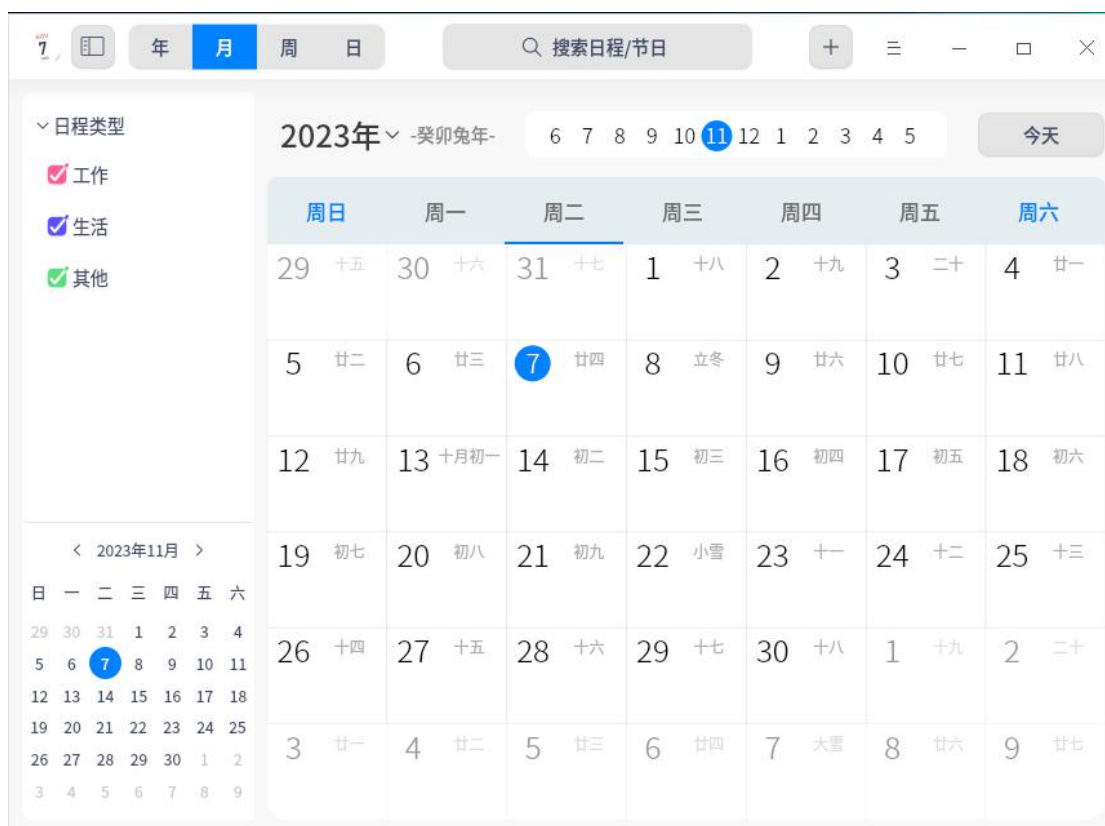 NOV
7
年 月 周 日 搜索日程/节日
日程类型
工作
生活
其他
2023年 -癸卯兔年- 6 7 8 9 10 11 12 1 2 3 4 5 今天
周日 周一 周二 周三 周四 周五 周六
29 十五 30 十六 31 十七 1 十八 2 十九 3 二十 4 廿一
5 廿二 6 廿三 7 廿四 8 立冬 9 廿六 10 廿七 11 廿八
12 廿九 13 十月初一 14 初二 15 初三 16 初四 17 初五 18 初六
19 初七 20 初八 21 初九 22 小雪 23 十一 24 十二 25 十三
26 十四 27 十五 28 十六 29 十七 30 十八 1 十九 2 二十
3 廿一 4 廿二 5 廿三 6 廿四 7 大雪 8 廿六 9 廿七
2023年11月
日 一 二 三 四 五 六
29 30 31 1 2 3 4
5 6 7 8 9 10 11
12 13 14 15 16 17 18
19 20 21 22 23 24 25
26 27 28 29 30 1 2
3 4 5 6 7 8 9